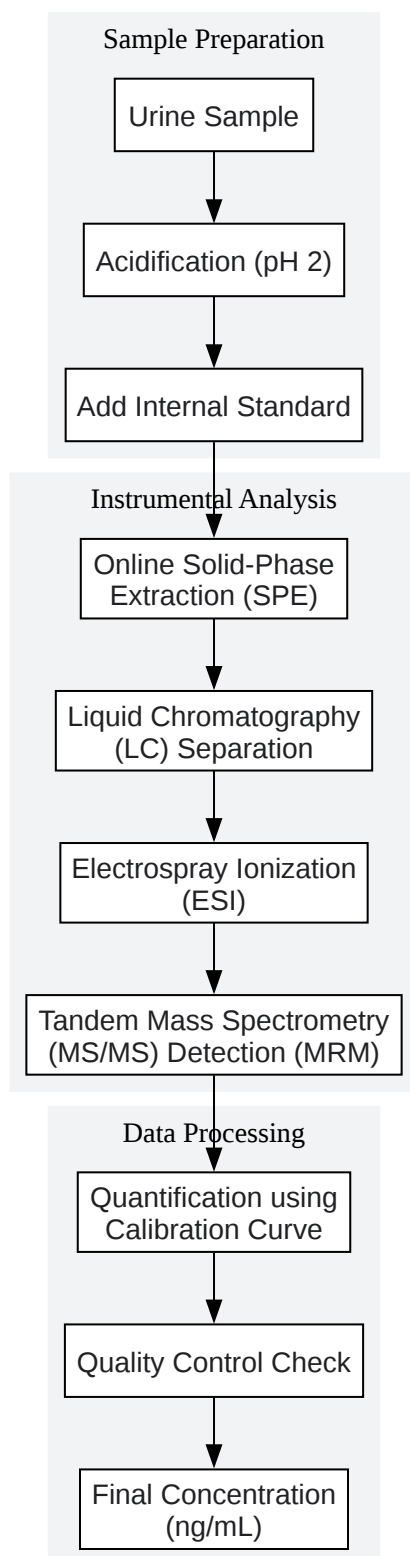 Sample Preparation
Urine Sample
Acidification (pH 2)
Add Internal Standard
Instrumental Analysis
Online Solid-Phase
Extraction (SPE)
Liquid Chromatography
(LC) Separation
Electrospray Ionization
(ESI)
Tandem Mass Spectrometry
(MS/MS) Detection (MRM)
Data Processing
Quantification using
Calibration Curve
Quality Control Check
Final Concentration
(ng/mL)